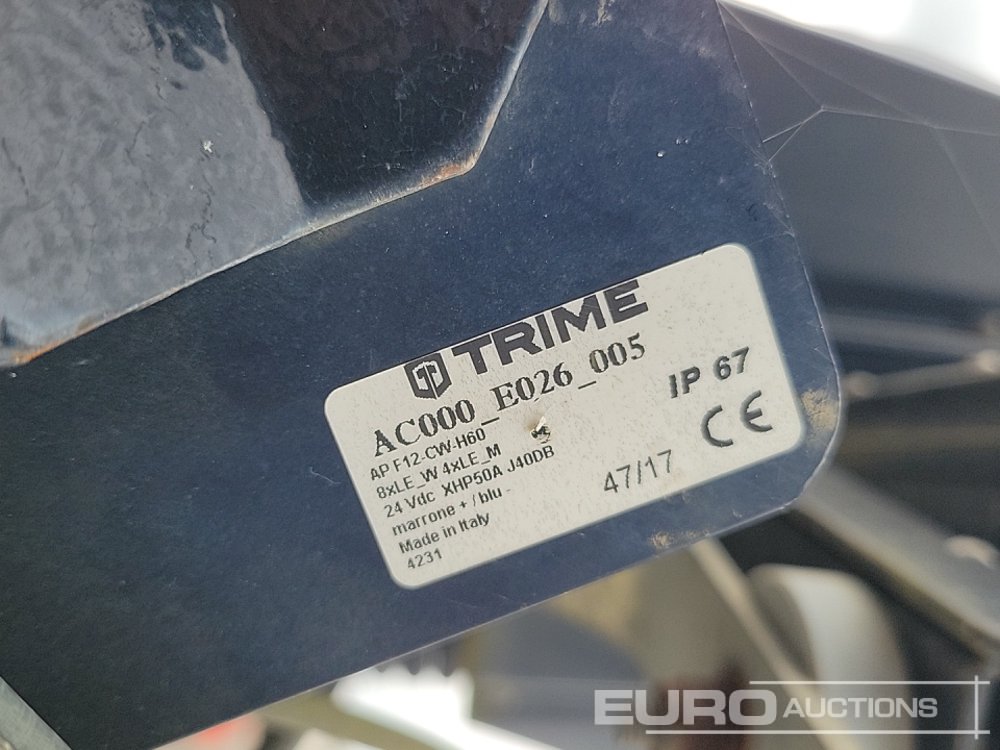 TRIME
AC000_E026_005
AP F12-CW-H60
8xLE_W 4xLE_M
24 Vdc XHP50A J40DB
marrone + / blu -
Made in Italy
4231
IP 67
CE
47/17
EURO AUCTIONS